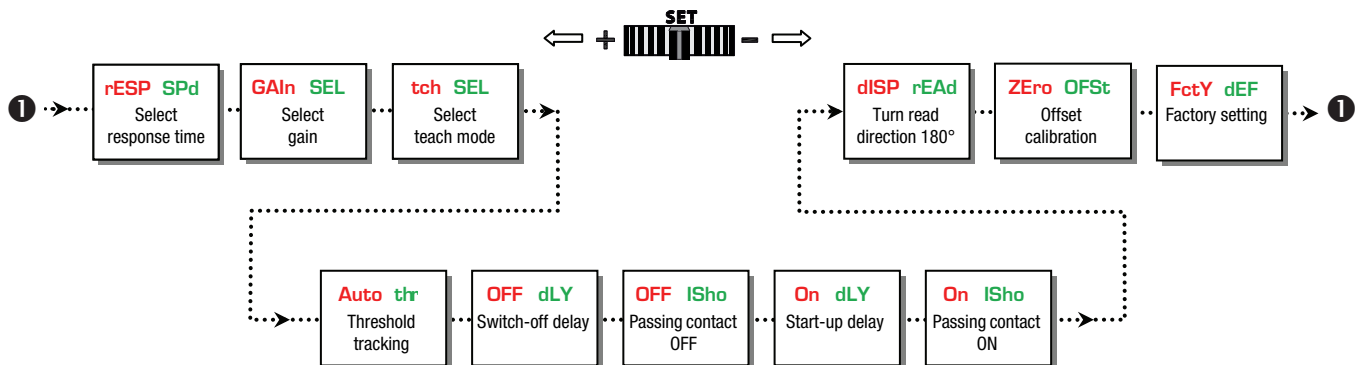 SET
+ -
❶
rESP SPd
Select
response time
GAIn SEL
Select
gain
tch SEL
Select
teach mode
Auto thr
Threshold
tracking
OFF dLY
Switch-off delay
OFF ISho
Passing contact
OFF
On dLY
Start-up delay
On ISho
Passing contact
ON
dISP rEAd
Turn read
direction 180°
ZEro OFSt
Offset
calibration
FctY dEF
Factory setting
❶